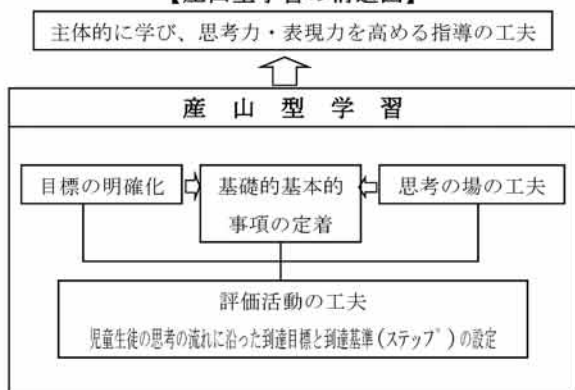 主体的に学び、思考力・表現力を高める指導の工夫
産山型学習
目標の明確化
基礎的基本的
事項の定着
思考の場の工夫
評価活動の工夫
児童生徒の思考の流れに沿った到達目標と到達基準(ステップ)の設定